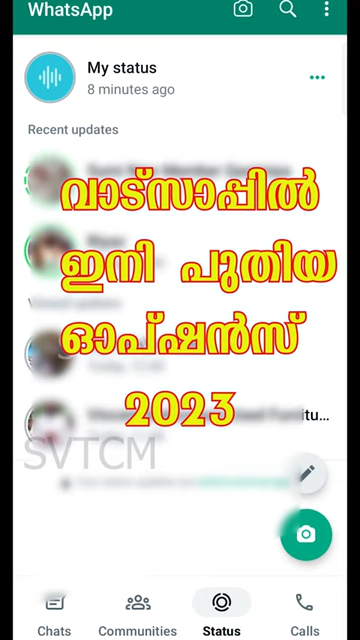 WhatsApp
My status
8 minutes ago
Recent updates
വാട്സാപ്പിൽ
ഇനി പുതിയ
ഓപ്ഷൻസ്
2023
SVTCM
Chats
Communities
Status
Calls